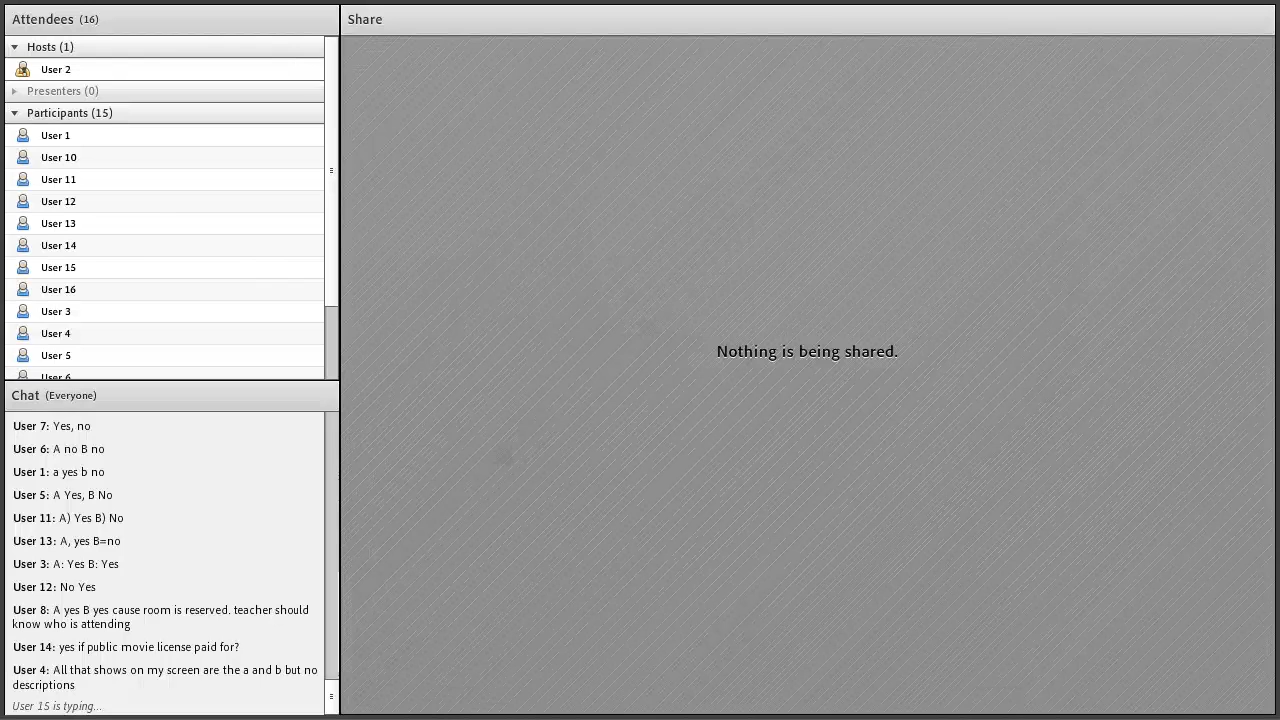 Attendees (16)
Hosts (1)
User 2
Presenters (0)
Participants (15)
User 1
User 10
User 11
User 12
User 13
User 14
User 15
User 16
User 3
User 4
User 5
User 6
Chat (Everyone)
User 7: Yes, no
User 6: A no B no
User 1: a yes b no
User 5: A Yes, B No
User 11: A) Yes B) No
User 13: A, yes B=no
User 3: A: Yes B: Yes
User 12: No Yes
User 8: A yes B yes cause room is reserved. teacher should
know who is attending
User 14: yes if public movie license paid for?
User 4: All that shows on my screen are the a and b but no
descriptions
User 15 is typing...
Share
Nothing is being shared.